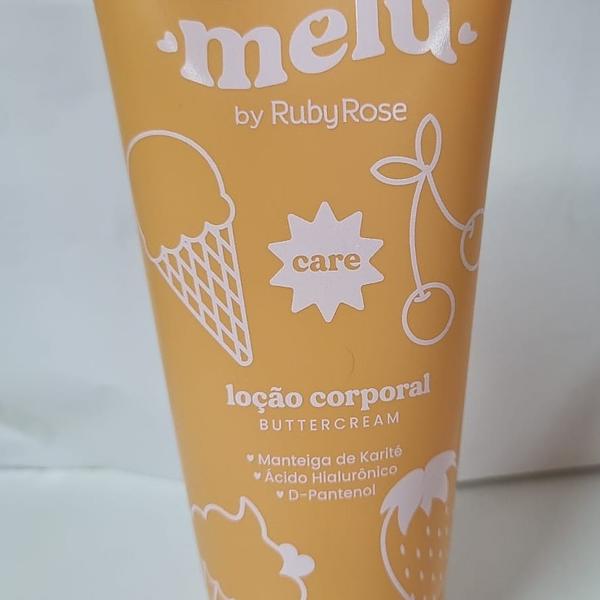 melu
by RubyRose
care
loção corporal
BUTTERCREAM
Manteiga de Karité
Ácido Hialurônico
D-Pantenol